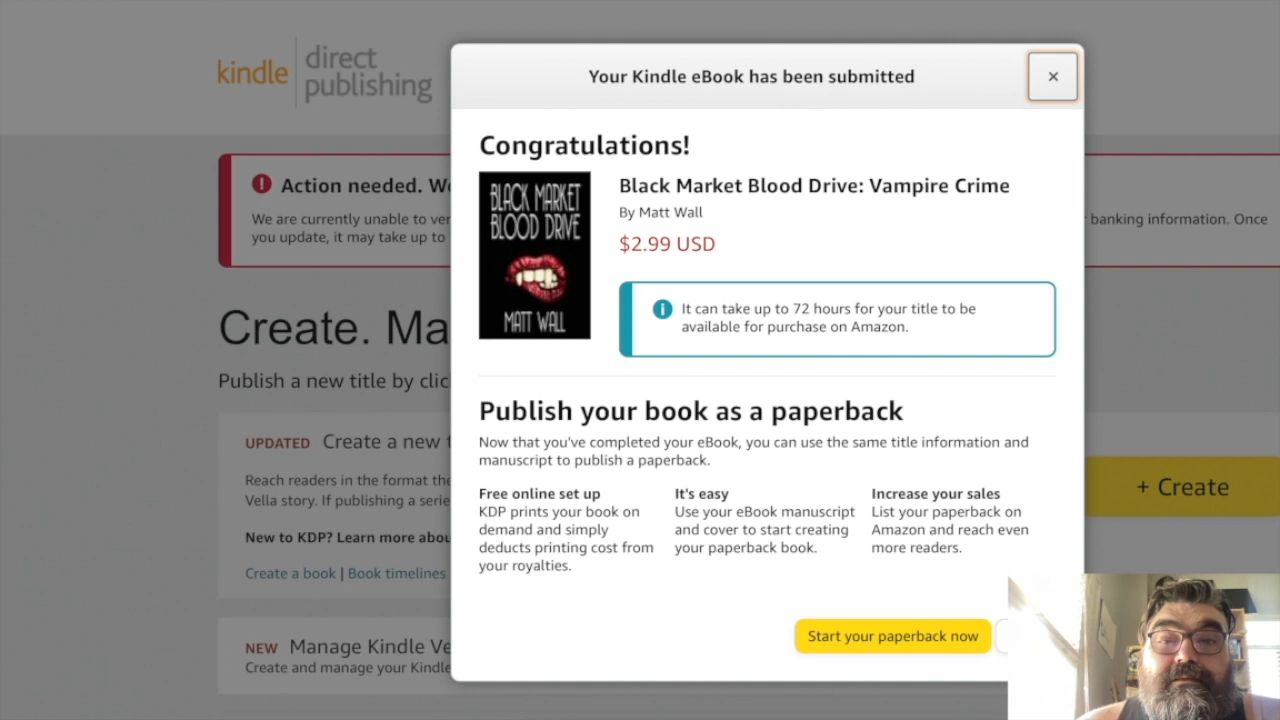 kindle direct publishing
Your Kindle eBook has been submitted
×
Action needed. W
We are currently unable to ver
banking information. Once
you update, it may take up to
Congratulations!
BLACK MARKET
BLOOD DRIVE
MATT WALL
Black Market Blood Drive: Vampire Crime
By Matt Wall
$2.99 USD
It can take up to 72 hours for your title to be
available for purchase on Amazon.
Create. Ma
Publish a new title by clic
UPDATED Create a new t
Reach readers in the format the
Vella story. If publishing a serie
New to KDP? Learn more abou
Create a book | Book timelines
+ Create
NEW Manage Kindle Ve
Create and manage your Kindle
Publish your book as a paperback
Now that you've completed your eBook, you can use the same title information and
manuscript to publish a paperback.
Free online set up
KDP prints your book on
demand and simply
deducts printing cost from
your royalties.
It's easy
Use your eBook manuscript
and cover to start creating
your paperback book.
Increase your sales
List your paperback on
Amazon and reach even
more readers.
Start your paperback now